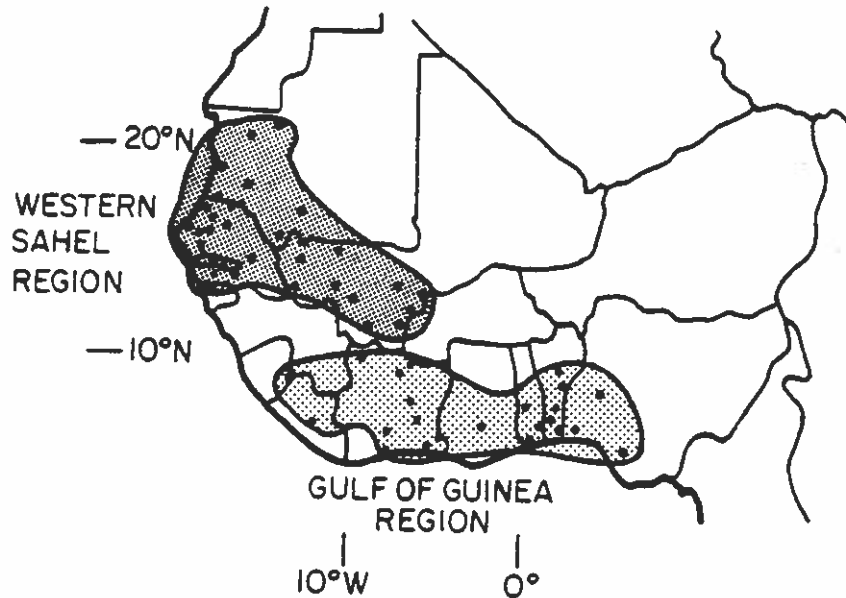 20°N
WESTERN
SAHEL
REGION
10°N
GULF OF GUINEA
REGION
10°W
0°